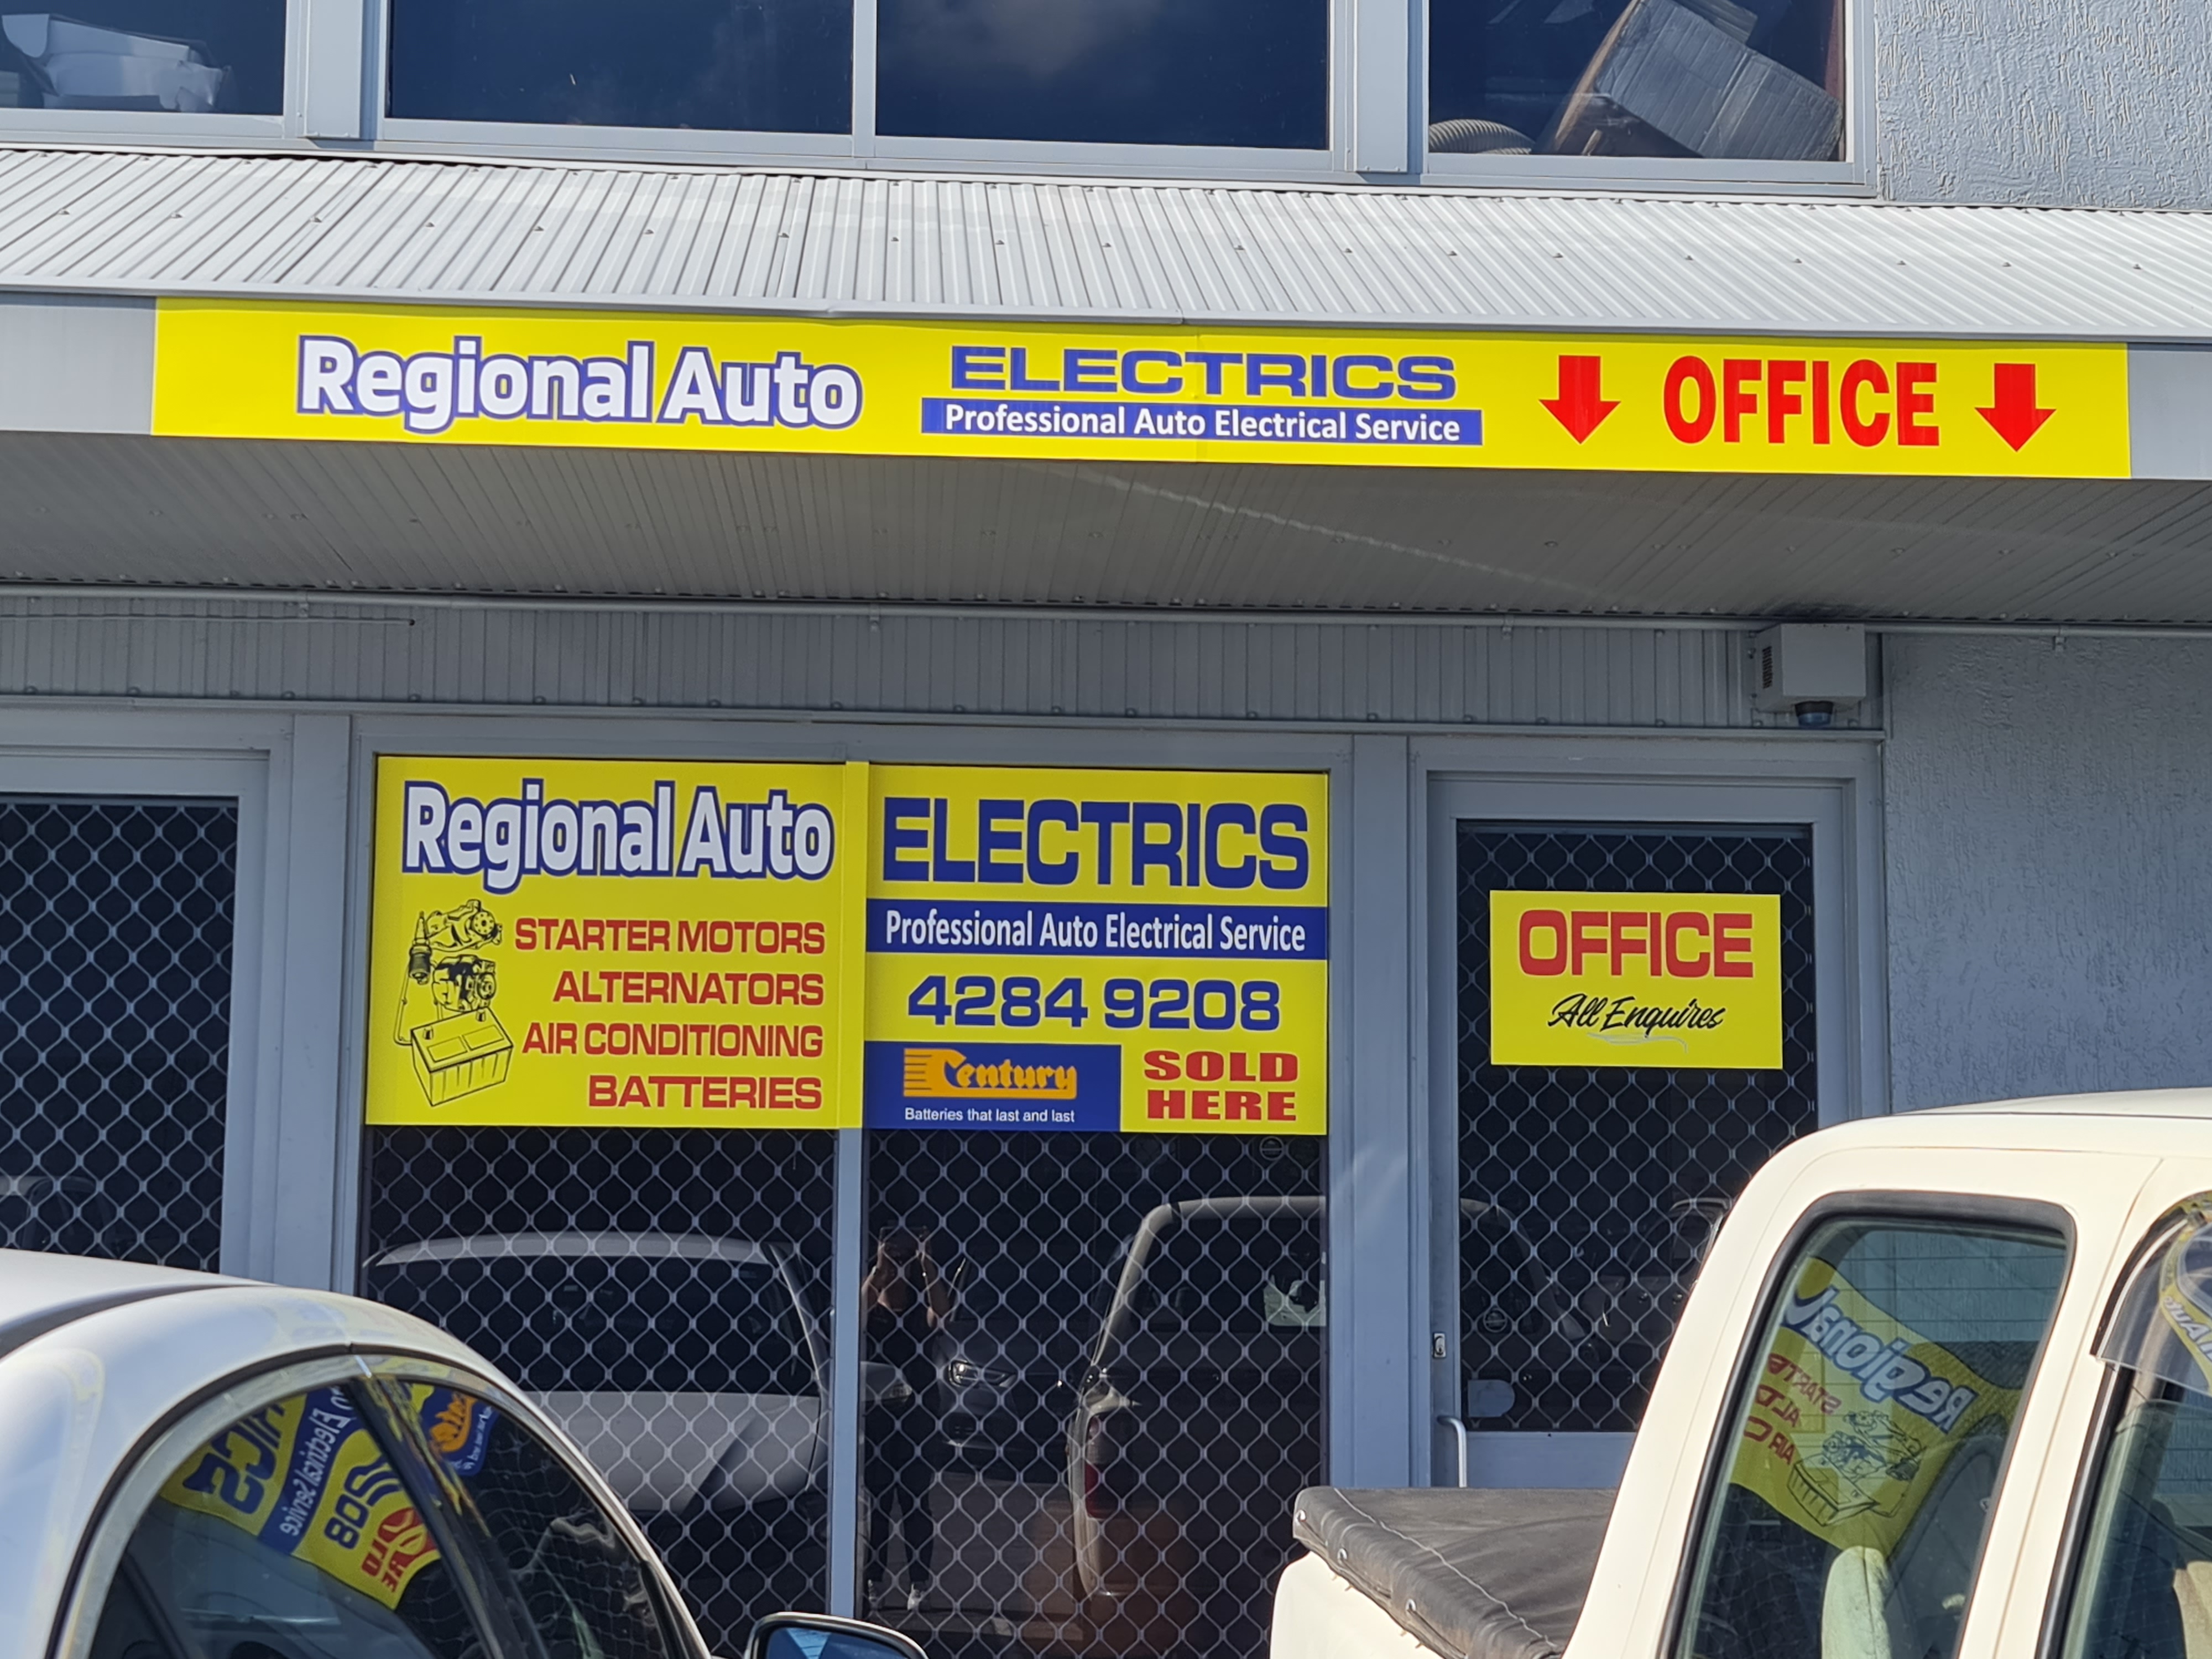 Regional Auto
ELECTRICS
Professional Auto Electrical Service
OFFICE
Regional Auto
STARTER MOTORS
ALTERNATORS
AIR CONDITIONING
BATTERIES
ELECTRICS
Professional Auto Electrical Service
4284 9208
Century
Batteries that last and last
SOLD
HERE
OFFICE
All Enquires